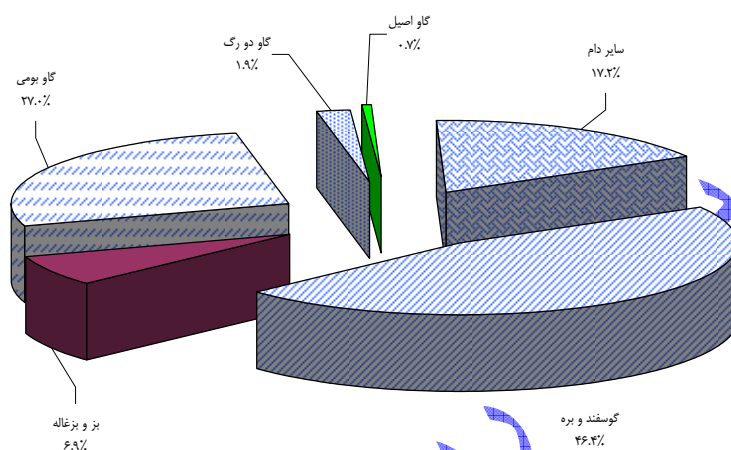 گاو اصیل
۰.۷%
گاو دو رگ
۱.۹%
سایر دام
۱۷.۲%
گاو بومی
۲۷.۰%
بز و بزغاله
۶.۹%
گوسفند و بره
۴۶.۴%